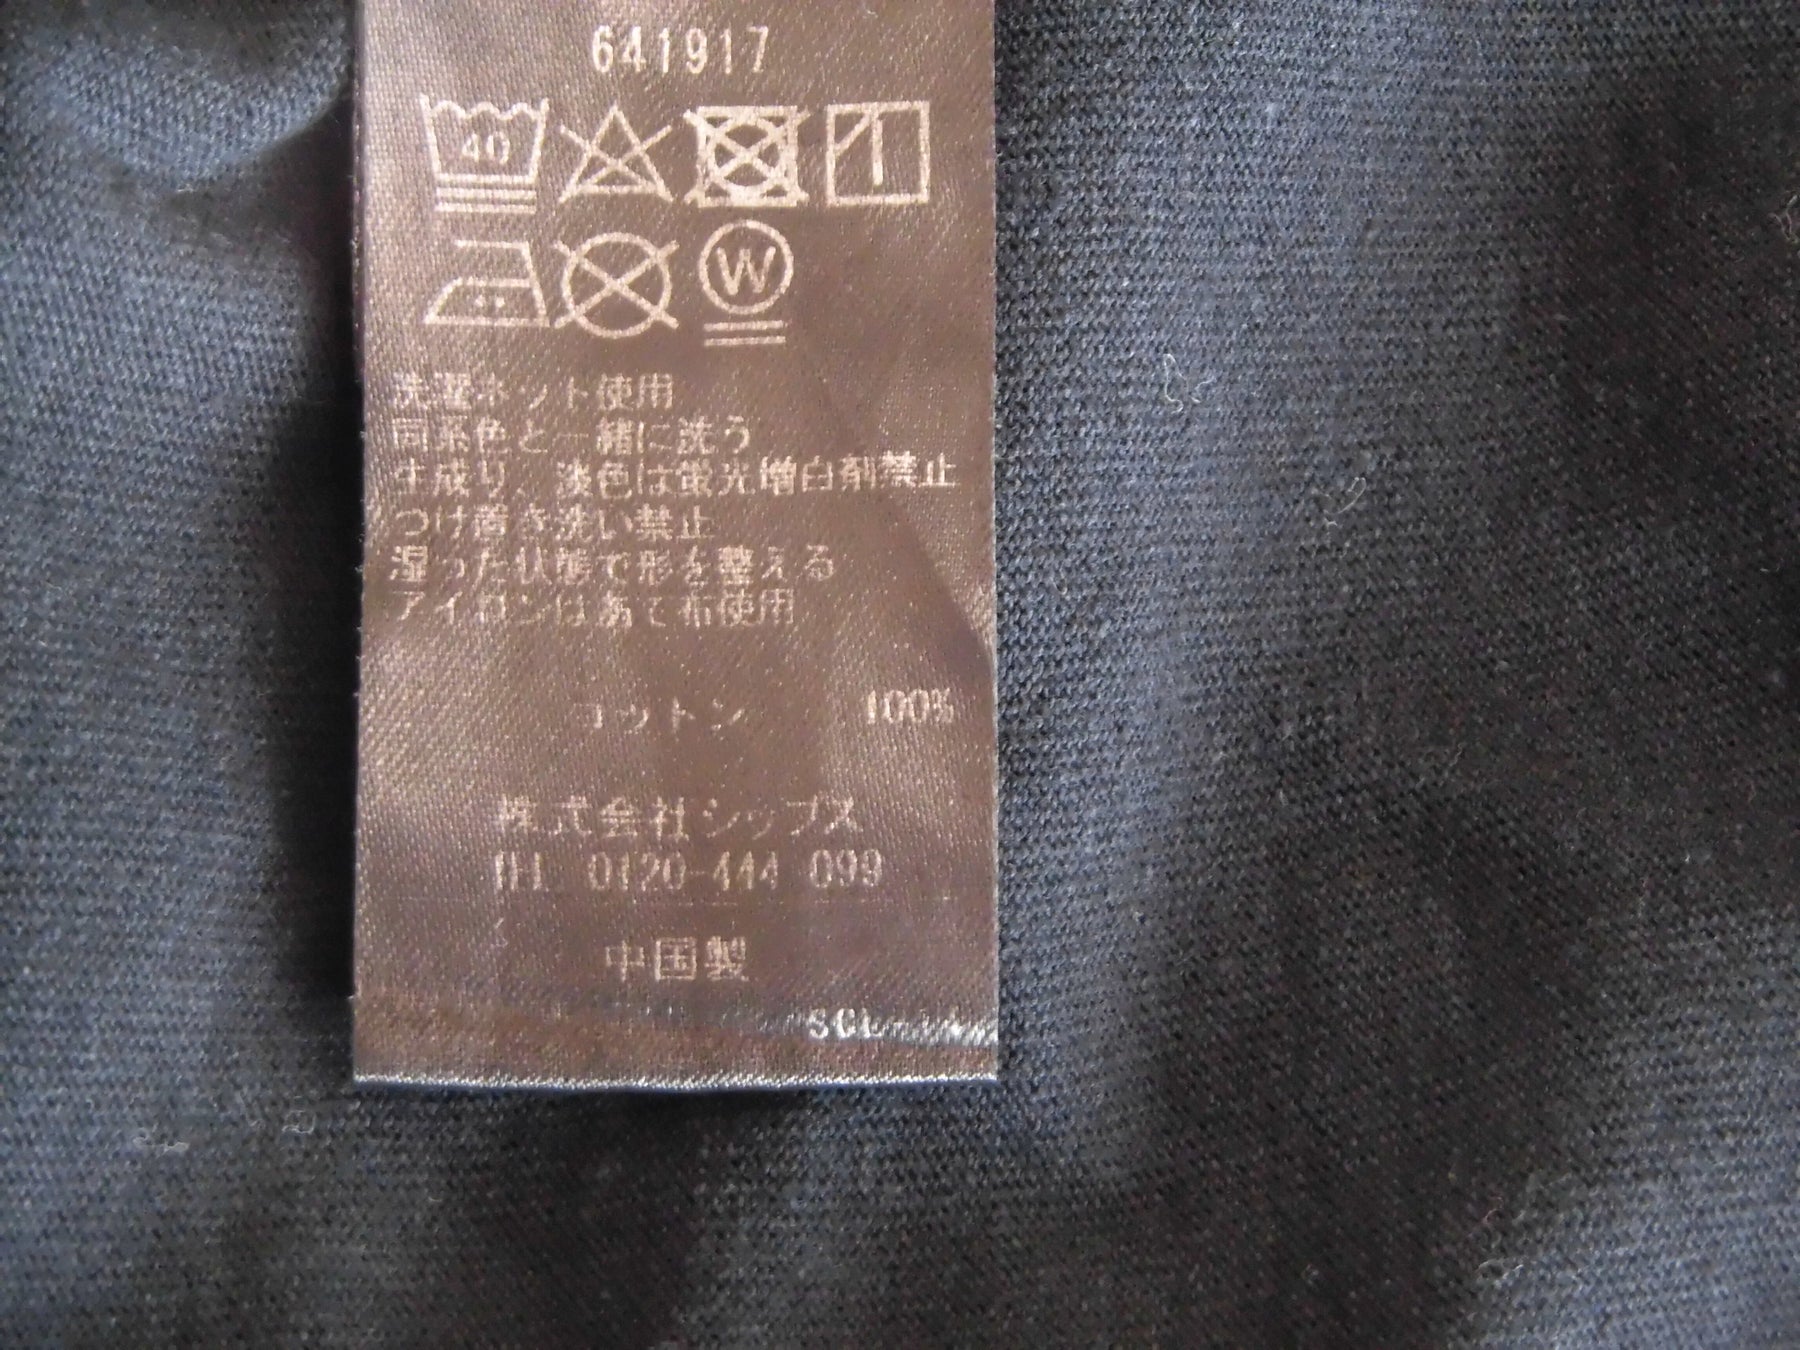 641917
40
W
洗濯ネット使用
同系色と一緒に洗う
生成り、淡色は蛍光増白剤禁止
つけ置き洗い禁止
湿った状態で形を整える
アイロンはあて布使用
コットン 100%
株式会社シップス
TEL 0120-444-099
中国製